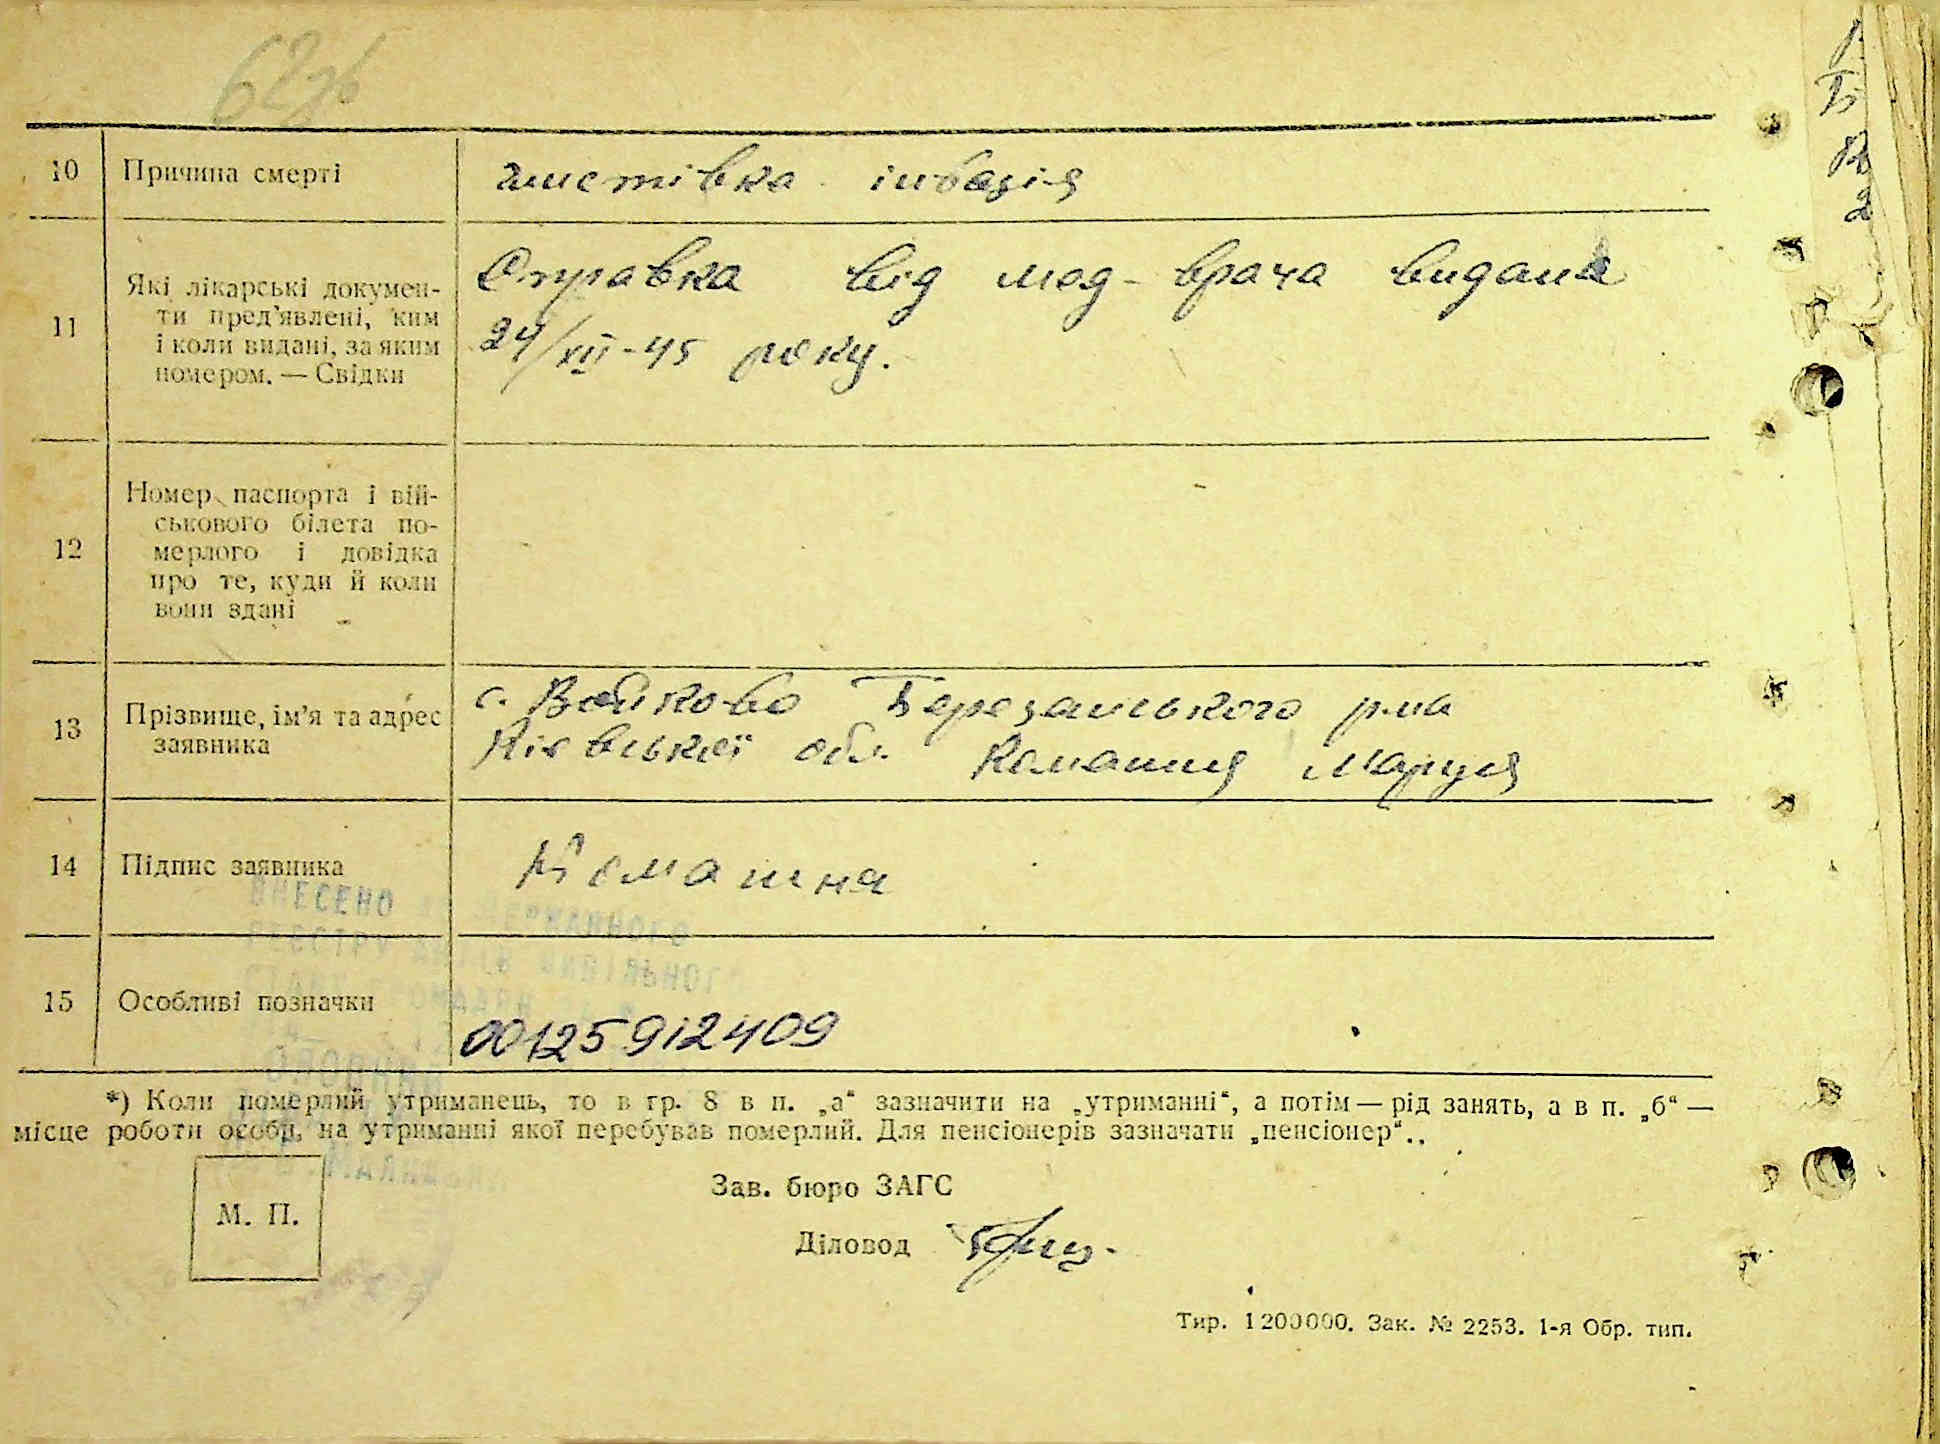 62зв
10 Причина смерті глистівка інвазія
11 Які лікарські докумен-
ти пред’явлені, ким
і коли видані, за яким
номером. — Свідки
Справка від мед-врача видана
24/XII-45 року.
12 Номер паспорта і вій-
ськового білета по-
мерлого і довідка
про те, куди й коли
вони здані
13 Прізвище, ім’я та адрес
заявника
с. Войково Березанського р-на
Київської обл. Комашня Маруся
14 Підпис заявника Комашня
ВНЕСЕНО
15 Особливі позначки
00125912409
*) Коли померлий утриманець, то в гр. 8 в п. „а“ зазначити на „утриманні“, а потім — рід занять, а в п. „б“ —
місце роботи особи, на утриманні якої перебував померлий. Для пенсіонерів зазначати „пенсіонер“.
М. П.
Зав. бюро ЗАГС
Діловод
Тир. 1200000. Зак. № 2253. 1-я Обр. тип.